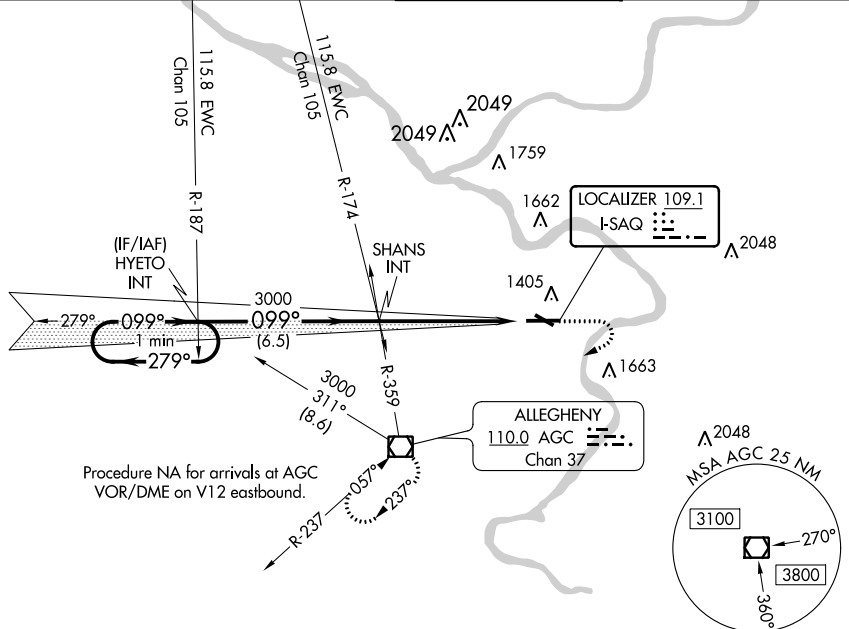 115.8 EWC
Chan 105
R-187
115.8 EWC
Chan 105
R-174
2049
2049
1759
1662
LOCALIZER 109.1
I-SAQ
2048
(IF/IAF)
HYETO
INT
SHANS
INT
1405
3000
279°
099°
099°
1 min
(6.5)
279°
R-359
1663
3000
311°
(8.6)
ALLEGHENY
110.0 AGC
Chan 37
2048
Procedure NA for arrivals at AGC
VOR/DME on V12 eastbound.
057°
237°
R-237
MSA AGC 25 NM
3100
270°
3800
360°